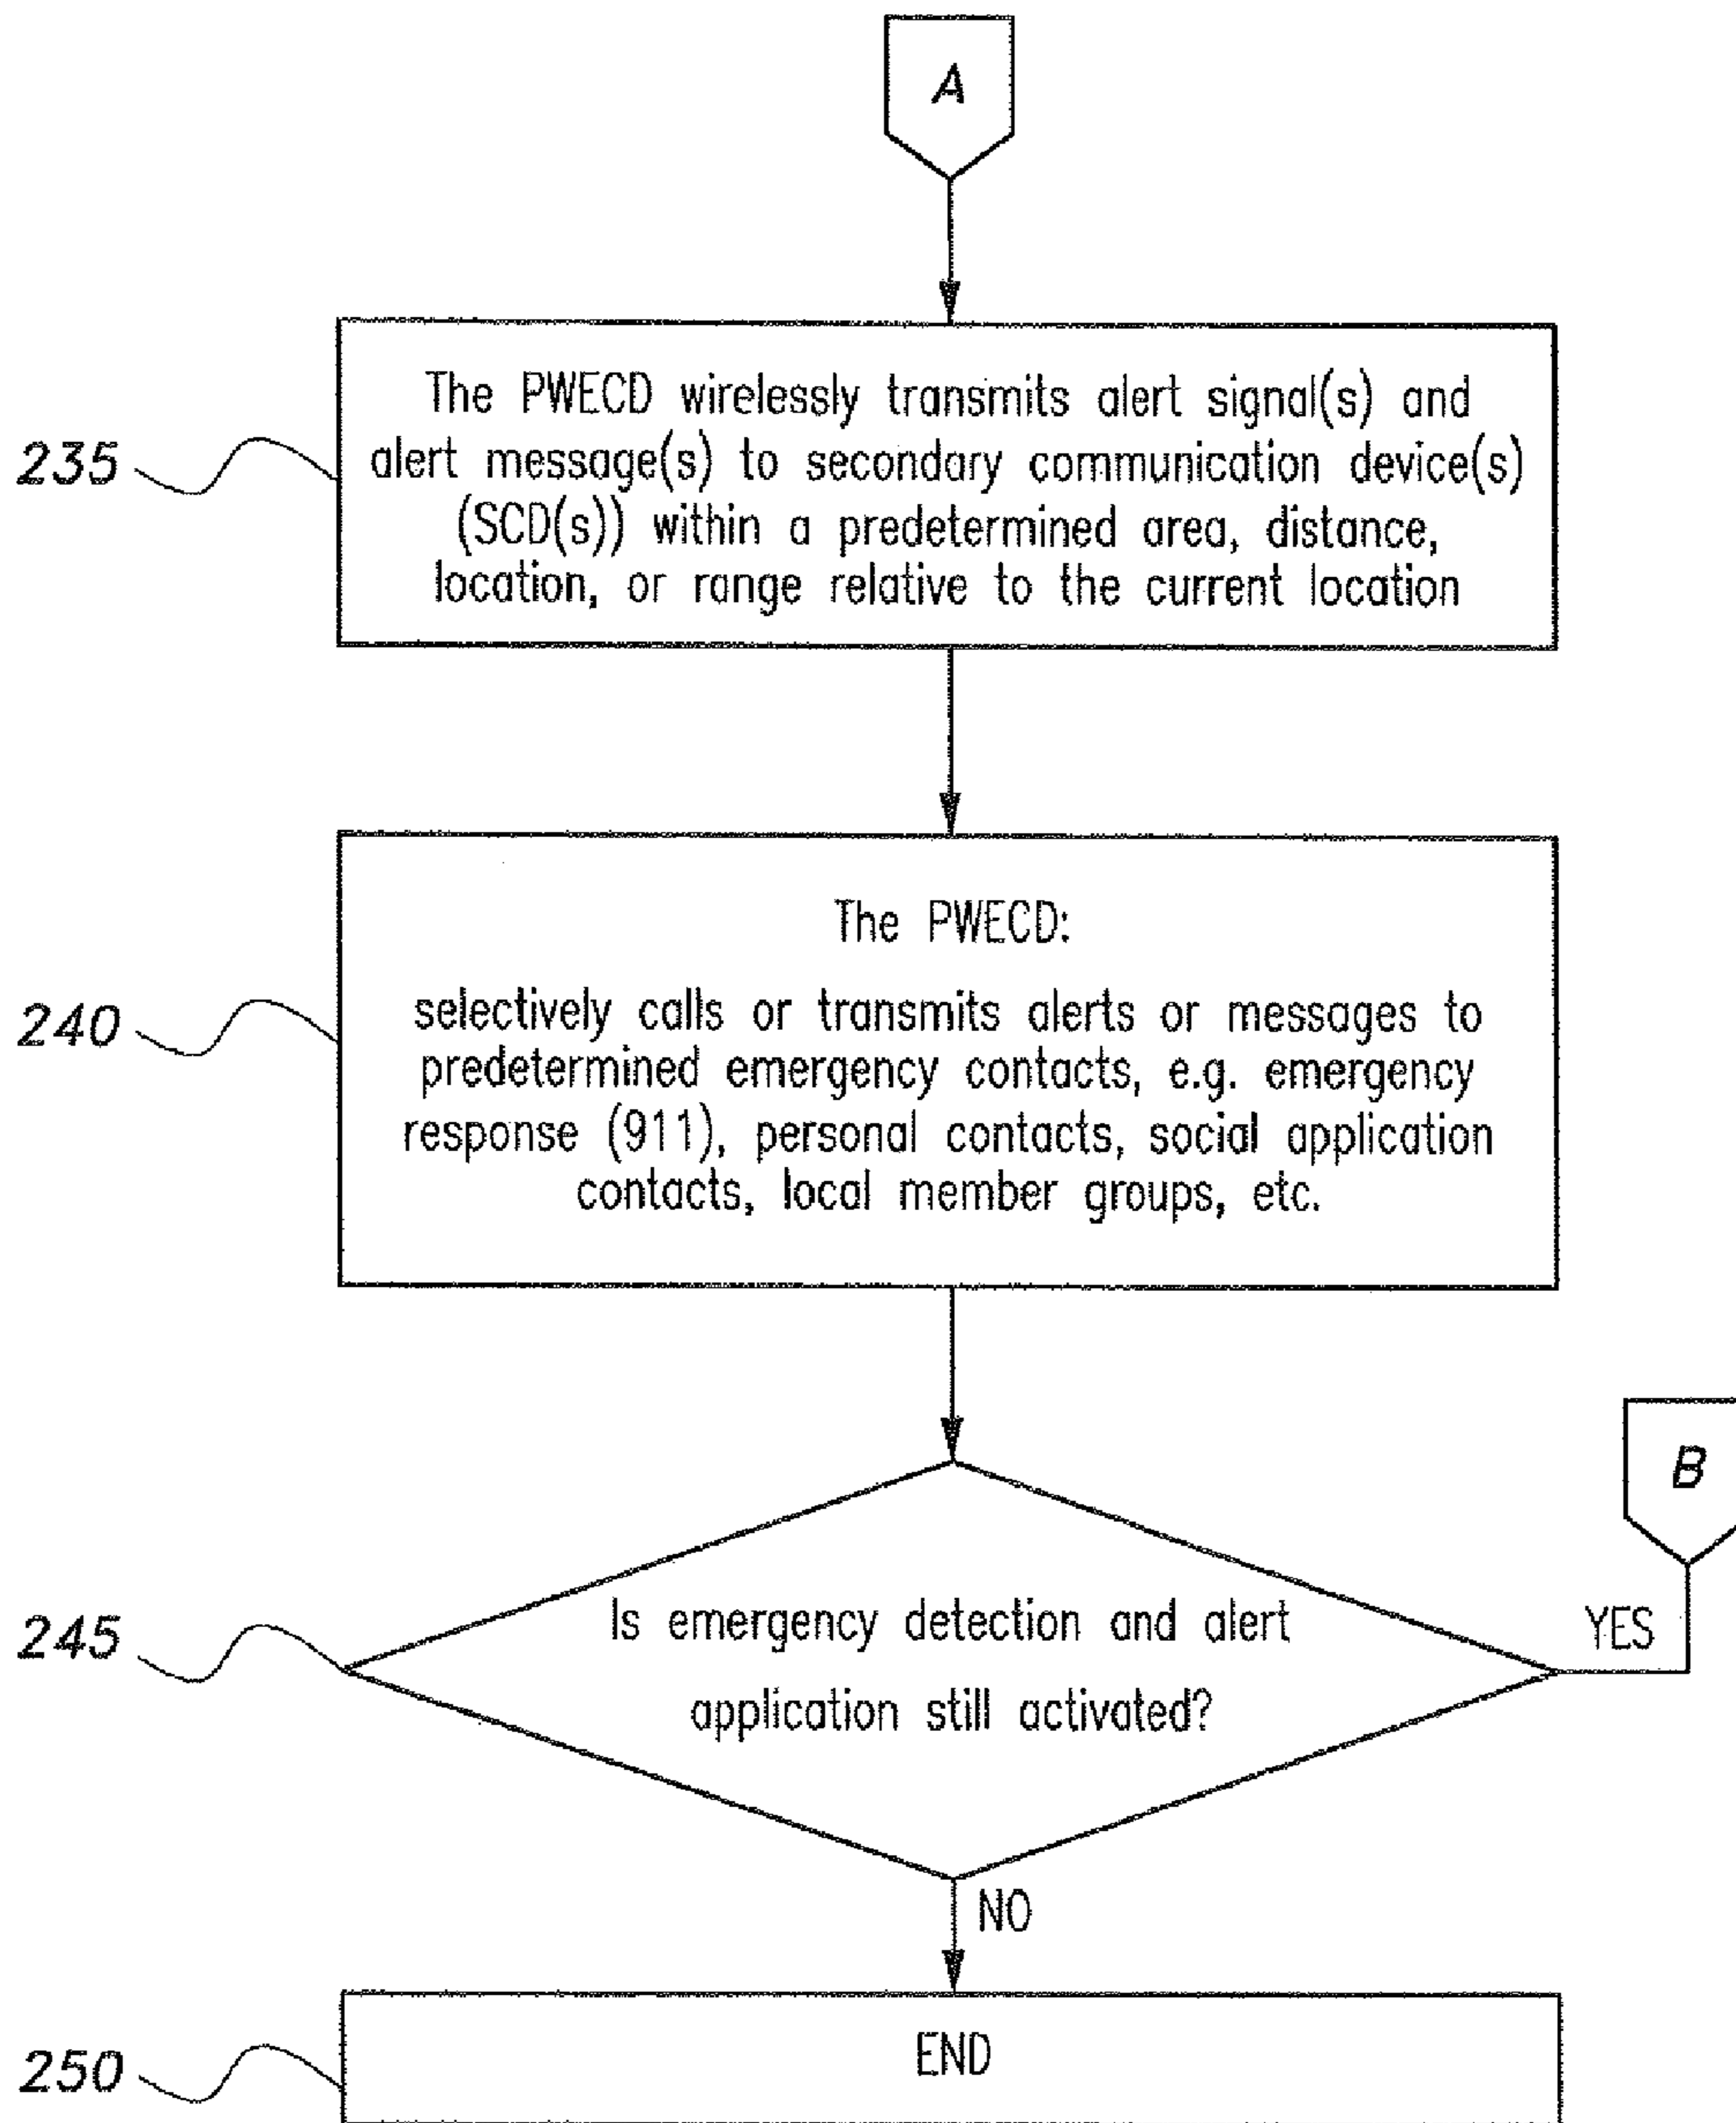 A
The PWECD wirelessly transmits alert signal(s) and
alert message(s) to secondary communication device(s)
(SCD(s)) within a predetermined area, distance,
location, or range relative to the current location
235
The PWECD:
selectively calls or transmits alerts or messages to
predetermined emergency contacts, e.g. emergency
response (911), personal contacts, social application
contacts, local member groups, etc.
240
B
Is emergency detection and alert
application still activated?
YES
245
NO
END
250